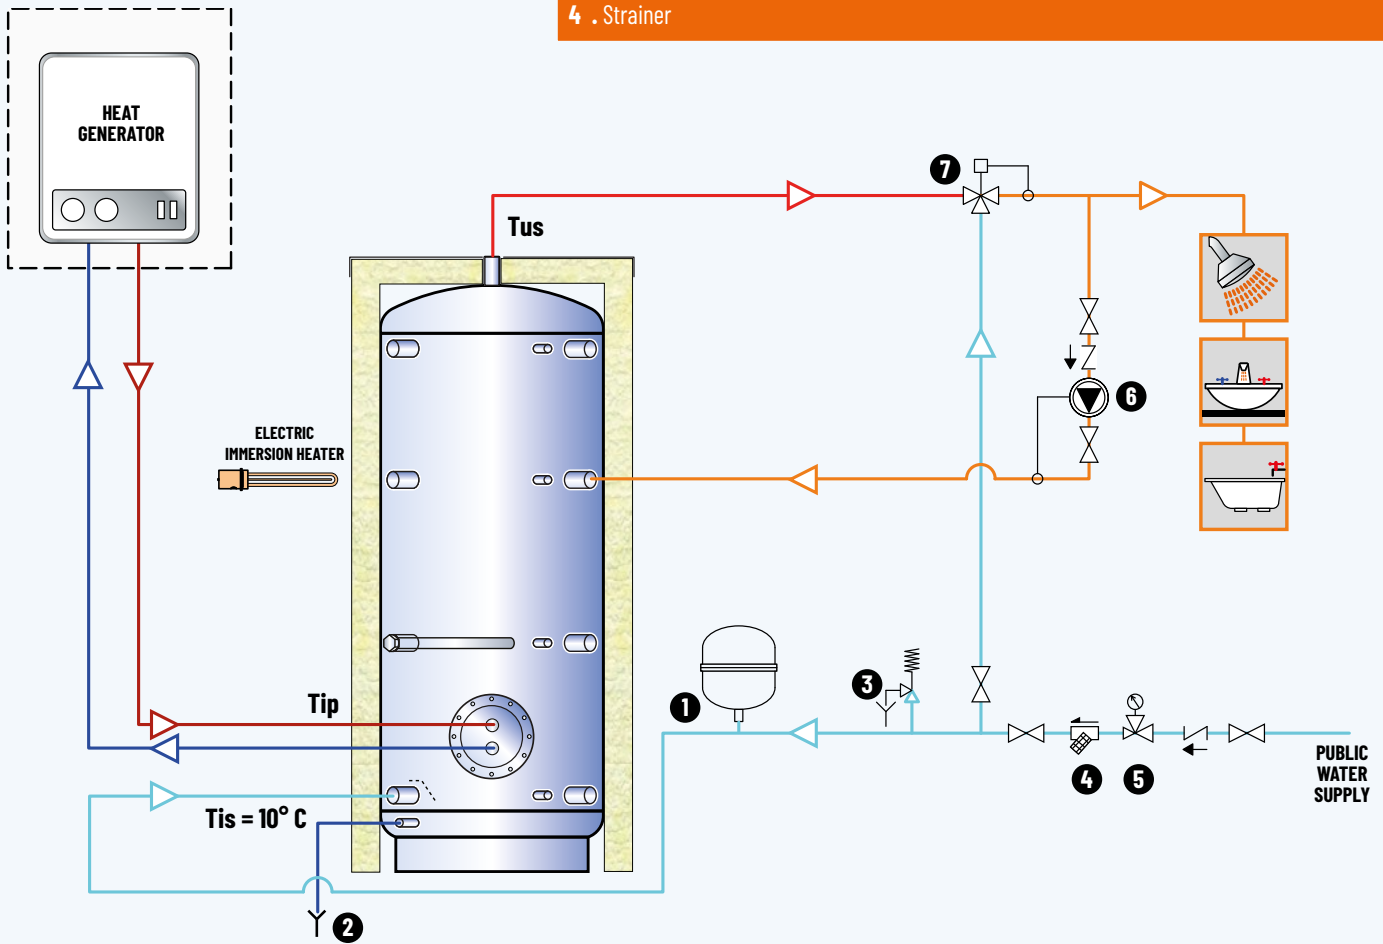 4 . Strainer
HEAT
GENERATOR
7
Tus
6
ELECTRIC
IMMERSION HEATER
3
1
Tip
4
5
PUBLIC
WATER
SUPPLY
Tis = 10° C
2